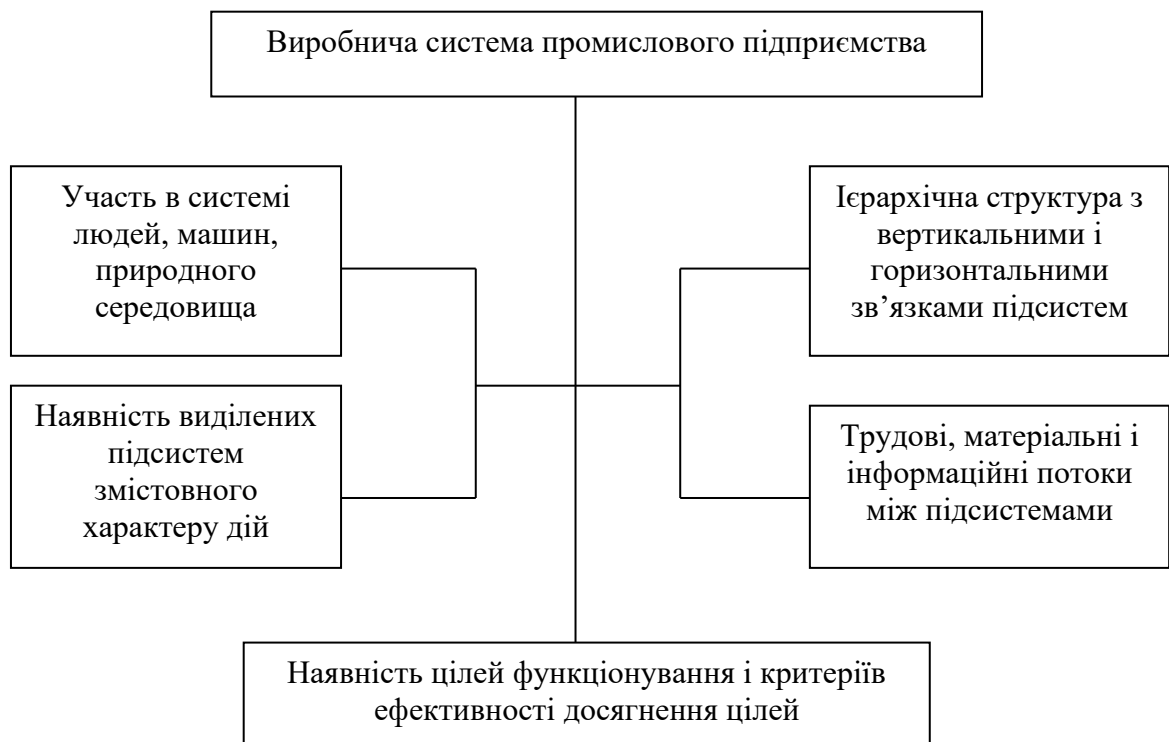 Виробнича система промислового підприємства
Участь в системі
людей, машин,
природного
середовища
Ієрархічна структура з
вертикальними і
горизонтальними
зв’язками підсистем
Наявність виділених
підсистем
змістовного
характеру дій
Трудові, матеріальні і
інформаційні потоки
між підсистемами
Наявність цілей функціонування і критеріїв
ефективності досягнення цілей